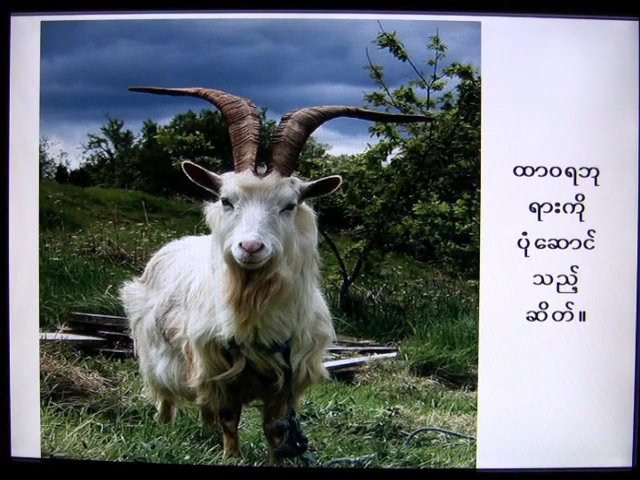 ထာဝရဘု
ရားကို
ပုံဆောင်
သည့်
ဆိတ်။